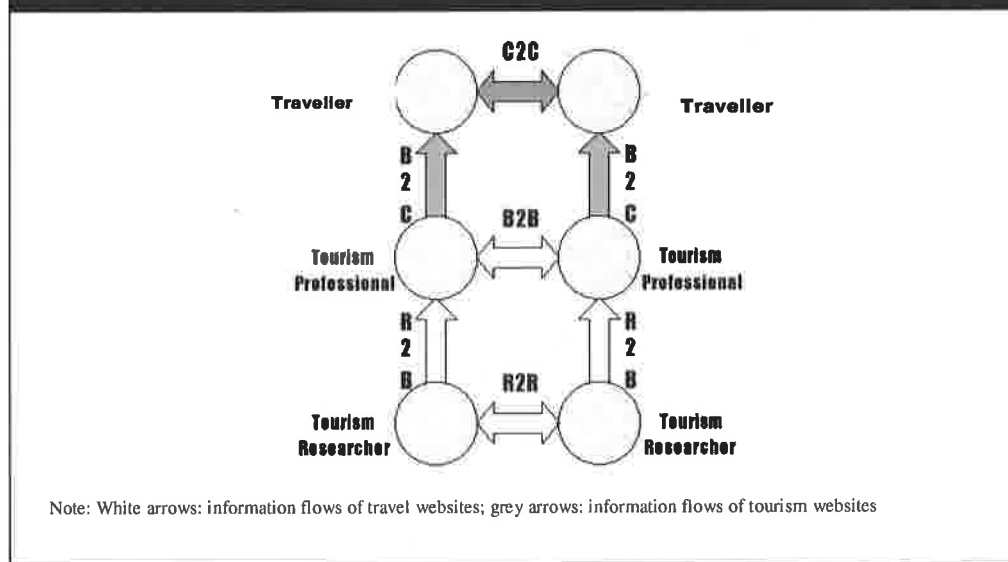 C2C
Traveller
Traveller
B
2
C
B
2
C
B2B
Tourism
Professional
Tourism
Professional
R
2
B
R
2
B
R2R
Tourism
Researcher
Tourism
Researcher
Note: White arrows: information flows of travel websites; grey arrows: information flows of tourism websites